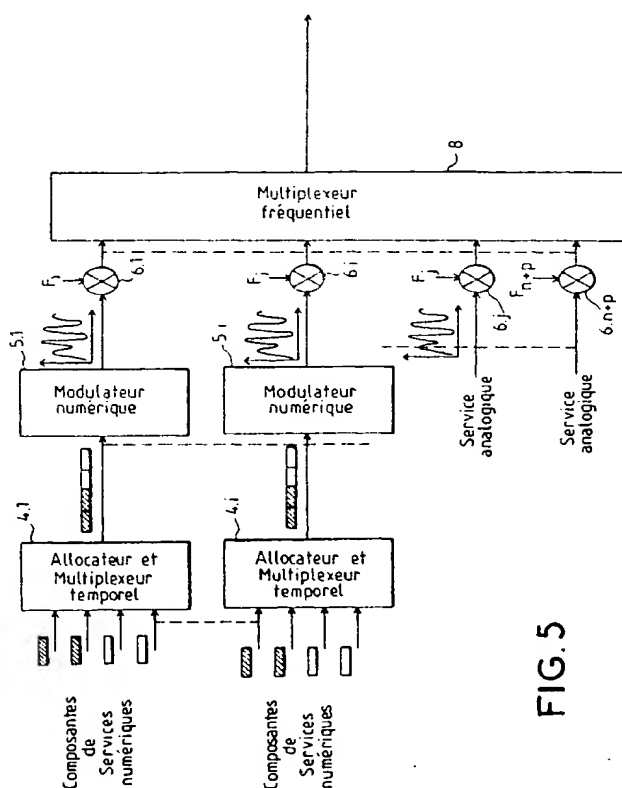 Composantes
de
Services
numériques
4.1
Allocateur et
Multiplexeur
temporel
5.1
Modulateur
numérique
F1
6.1
Composantes
de
Services
numériques
4.i
Allocateur et
Multiplexeur
temporel
5.i
Modulateur
numérique
Fi
6.i
Service
analogique
Fj
6.j
Service
analogique
Fn+p
6.n+p
Multiplexeur
fréquentiel
8
FIG.5